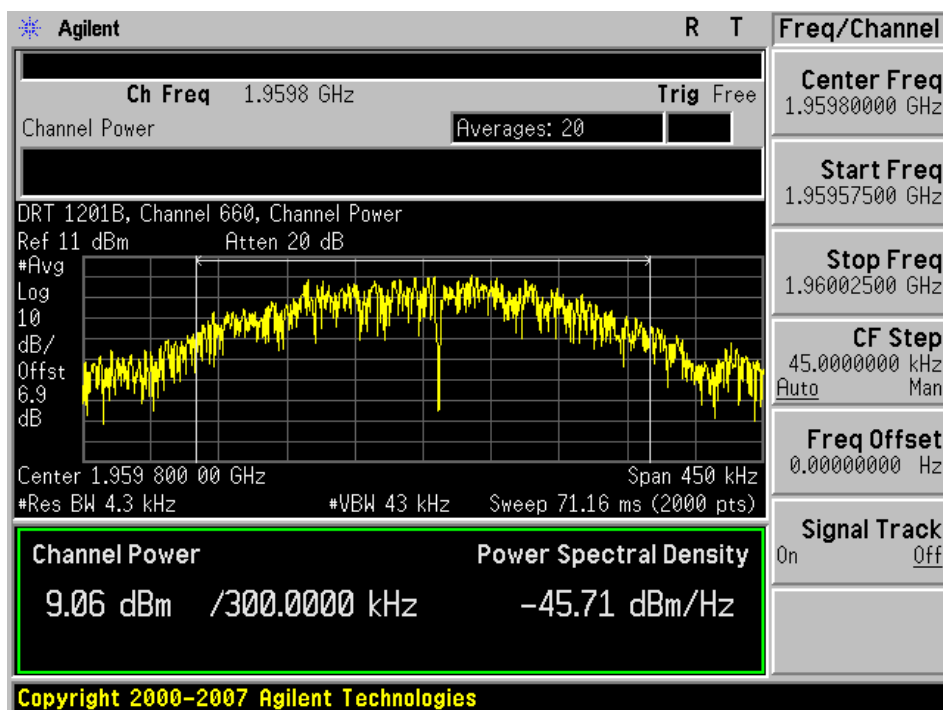 Agilent R T Freq/Channel
Ch Freq 1.9598 GHz Trig Free
Channel Power Averages: 20
DRT 1201B, Channel 660, Channel Power
Ref 11 dBm Atten 20 dB
#Avg
Log
10
dB/
Offst
6.9
dB
Center 1.959 800 00 GHz Span 450 kHz
#Res BW 4.3 kHz #VBW 43 kHz Sweep 71.16 ms (2000 pts)
Channel Power Power Spectral Density
9.06 dBm /300.0000 kHz -45.71 dBm/Hz
Copyright 2000-2007 Agilent Technologies
Center Freq
1.95980000 GHz
Start Freq
1.95957500 GHz
Stop Freq
1.96002500 GHz
CF Step
45.0000000 kHz
Auto Man
Freq Offset
0.00000000 Hz
Signal Track
On Off